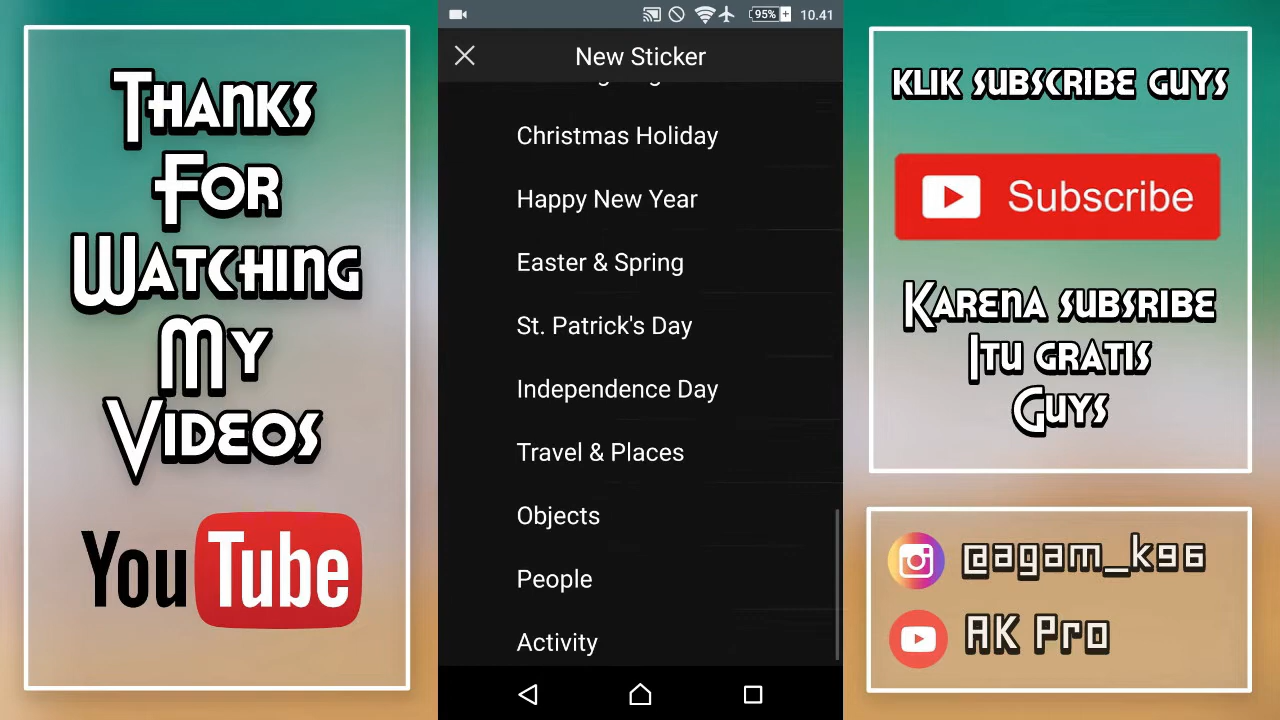 Thanks
For
Watching
My
Videos
YouTube
95%
10.41
New Sticker
Christmas Holiday
Happy New Year
Easter & Spring
St. Patrick's Day
Independence Day
Travel & Places
Objects
People
Activity
KLIK SUBSCRIBE GUYS
Subscribe
KARENA SUBSRIBE
ITU GRATIS
GUYS
@agam_k96
AK Pro